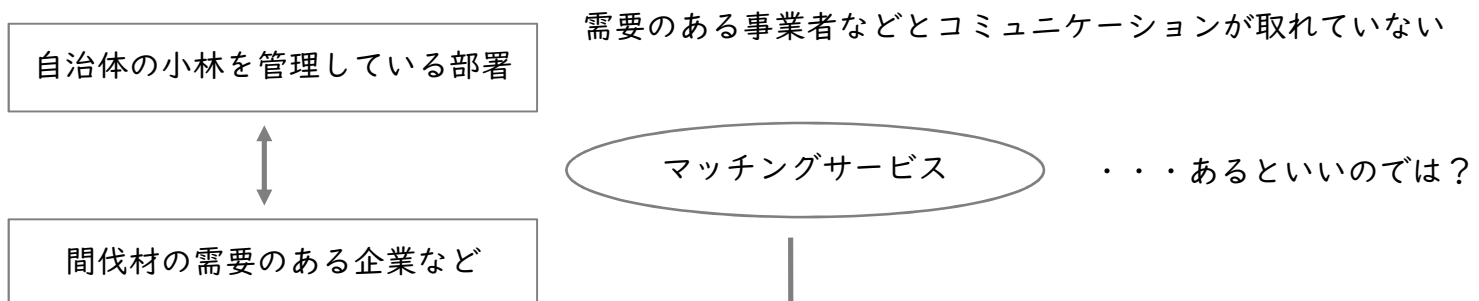 需要のある事業者などとコミュニケーションが取れていない
自治体の小林を管理している部署
マッチングサービス
・・・あるといいのでは？
間伐材の需要のある企業など